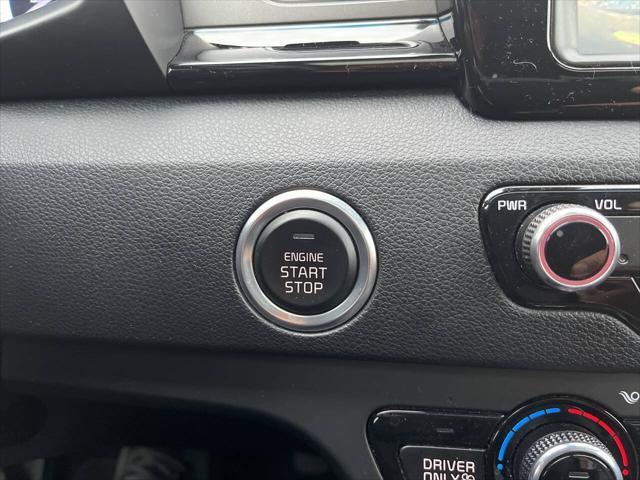 PWR VOL
ENGINE
START
STOP
DRIVER
ONLY